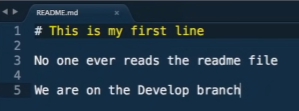 README.md
1 # This is my first line
2
3 No one ever reads the readme file
4
5 We are on the Develop branch